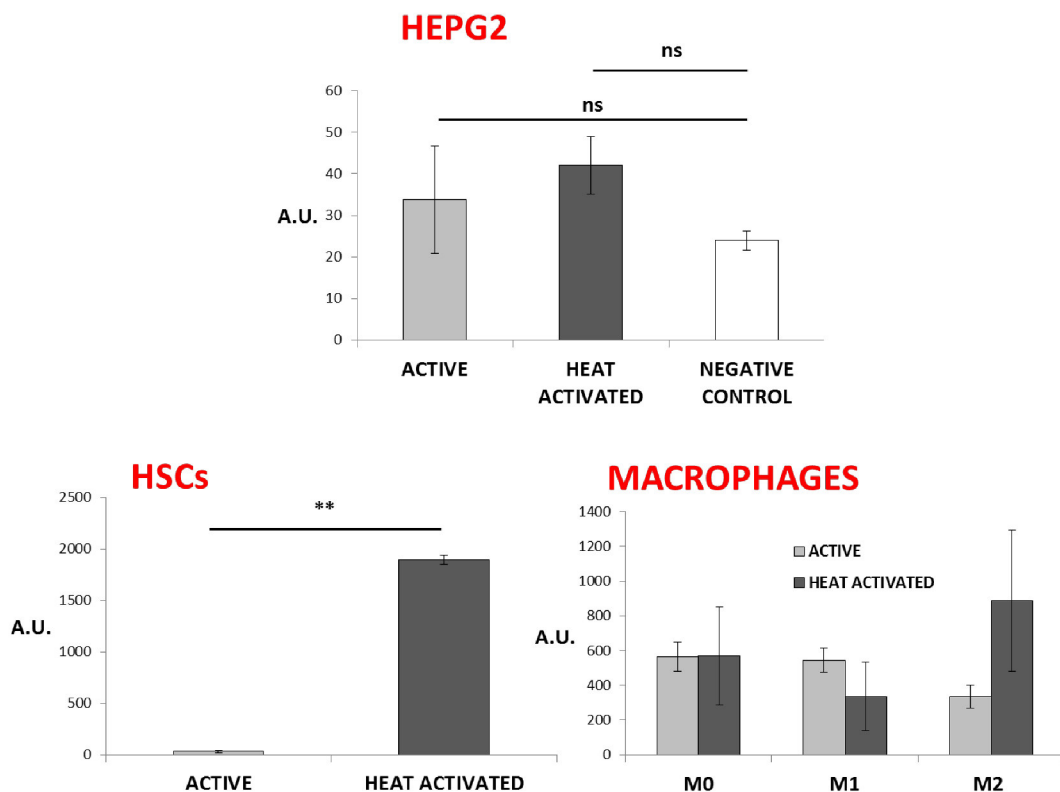 HEPG2
ns
ns
60
50
40
30
20
10
0
A.U.
ACTIVE
HEAT
ACTIVATED
NEGATIVE
CONTROL
HSCs
**
2500
2000
1500
1000
500
0
A.U.
ACTIVE
HEAT ACTIVATED
MACROPHAGES
1400
1200
1000
800
600
400
200
0
A.U.
ACTIVE
HEAT ACTIVATED
M0
M1
M2